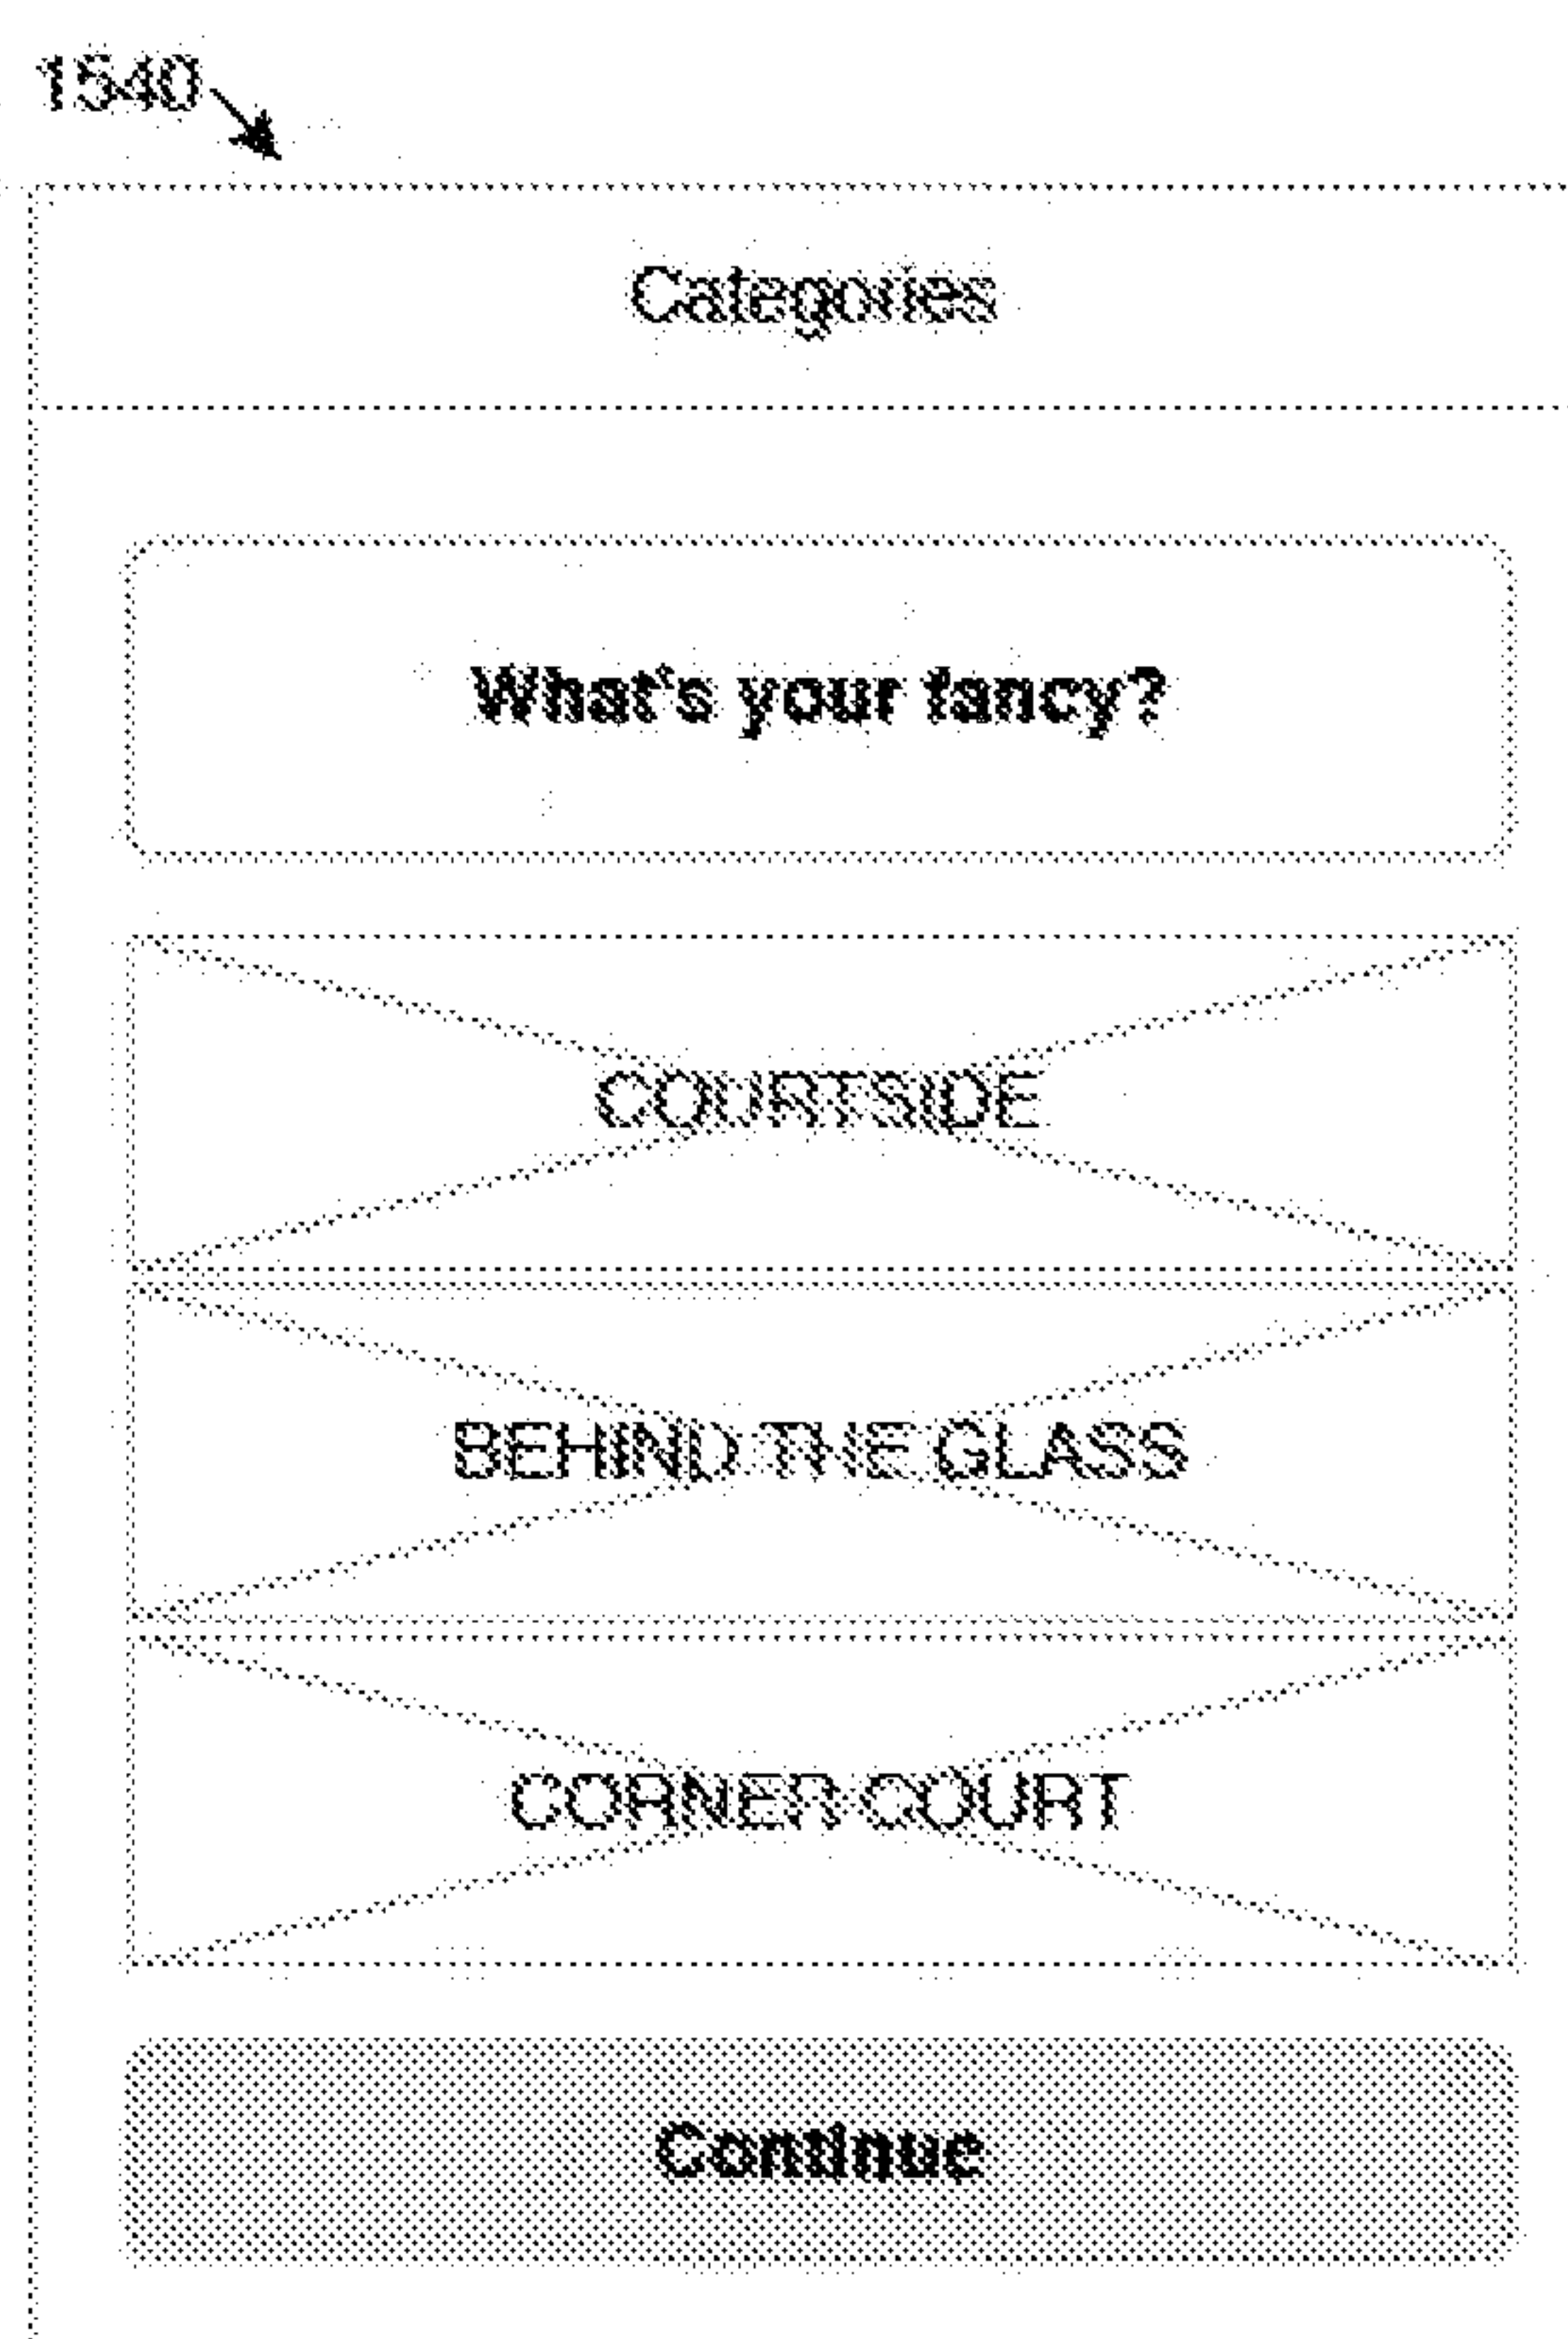 1540
Categories
What's your fancy?
COURTSIDE
BEHIND THE GLASS
CORNER COURT
Continue